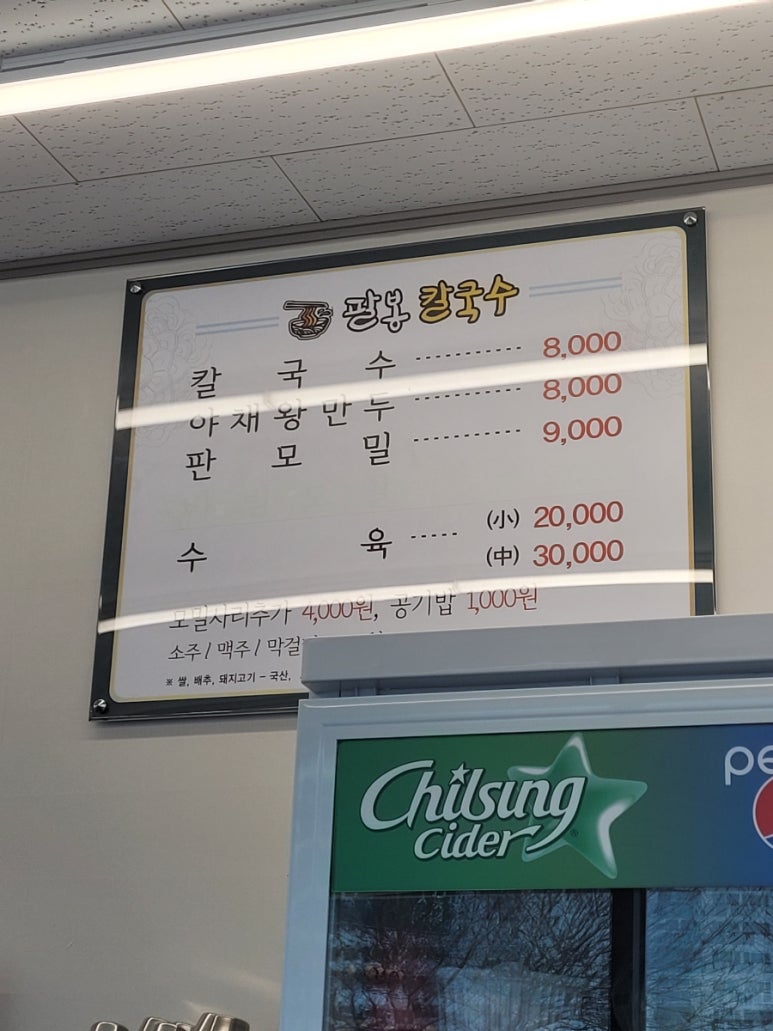 팔봉 칼국수
칼국수 ---------- 8,000
야채왕만두 ---------- 8,000
판모밀 ---------- 9,000
수육 ----- (小) 20,000
(中) 30,000
모밀사리추가 4,000원, 공기밥 1,000원
소주 / 맥주 /
※ 쌀, 배추, 돼지고기 - 국산,
Chilsung
Cider